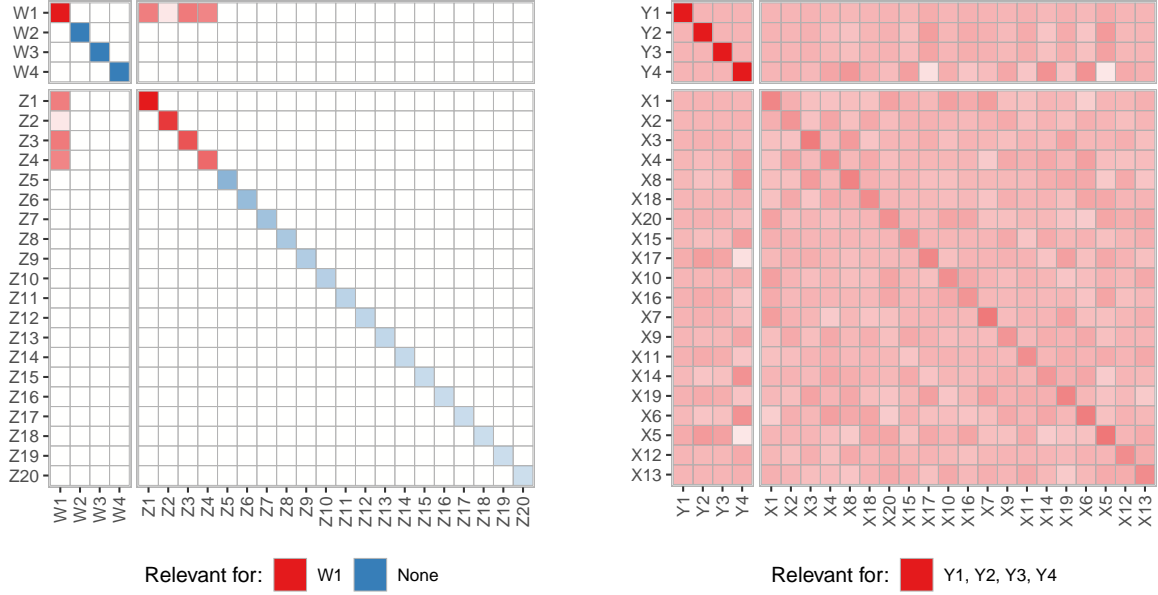 W1
W2
W3
W4
Z1
Z2
Z3
Z4
Z5
Z6
Z7
Z8
Z9
Z10
Z11
Z12
Z13
Z14
Z15
Z16
Z17
Z18
Z19
Z20
W1 W2 W3 W4 Z1 Z2 Z3 Z4 Z5 Z6 Z7 Z8 Z9 Z10 Z11 Z12 Z13 Z14 Z15 Z16 Z17 Z18 Z19 Z20
Relevant for: W1 None
Y1
Y2
Y3
Y4
X1
X2
X3
X4
X8
X18
X20
X15
X17
X10
X16
X7
X9
X11
X14
X19
X6
X5
X12
X13
Y1 Y2 Y3 Y4 X1 X2 X3 X4 X8 X18 X20 X15 X17 X10 X16 X7 X9 X11 X14 X19 X6 X5 X12 X13
Relevant for: Y1, Y2, Y3, Y4